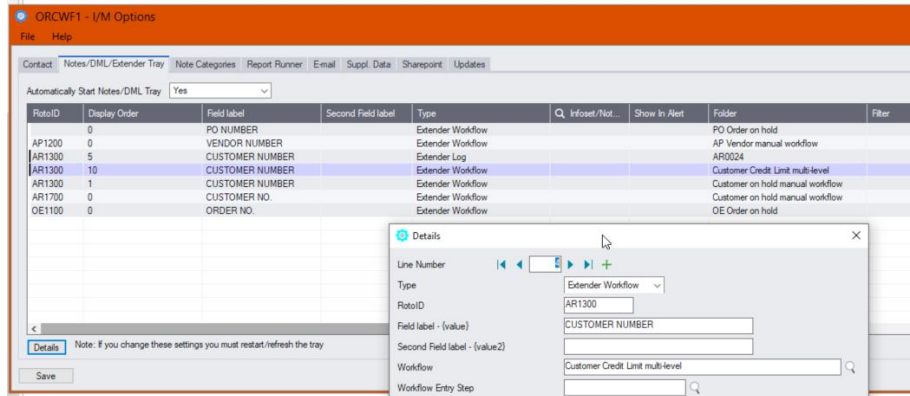 ORCWF1 - I/M Options
File Help
Contact Notes/DML/Extender Tray Note Categories Report Runner E-mail Suppl. Data Sharepoint Updates
Automatically Start Notes/DML Tray Yes
RotoID Display Order Field label Second Field label Type Infoset/Not... Show In Alert Folder Filter
0 PO NUMBER Extender Workflow PO Order on hold
AP1200 0 VENDOR NUMBER Extender Workflow AP Vendor manual workflow
AR1300 5 CUSTOMER NUMBER Extender Log AR0024
AR1300 10 CUSTOMER NUMBER Extender Workflow Customer Credit Limit multi-level
AR1300 1 CUSTOMER NUMBER Extender Workflow Customer on hold manual workflow
AR1700 0 CUSTOMER NO. Extender Workflow Customer on hold manual workflow
OE1100 0 ORDER NO. Extender Workflow OE Order on hold
Details
Line Number 4
Type Extender Workflow
RotoID AR1300
Field label - {value} CUSTOMER NUMBER
Second Field label - {value2}
Workflow Customer Credit Limit multi-level
Workflow Entry Step
Details Note: If you change these settings you must restart/refresh the tray
Save